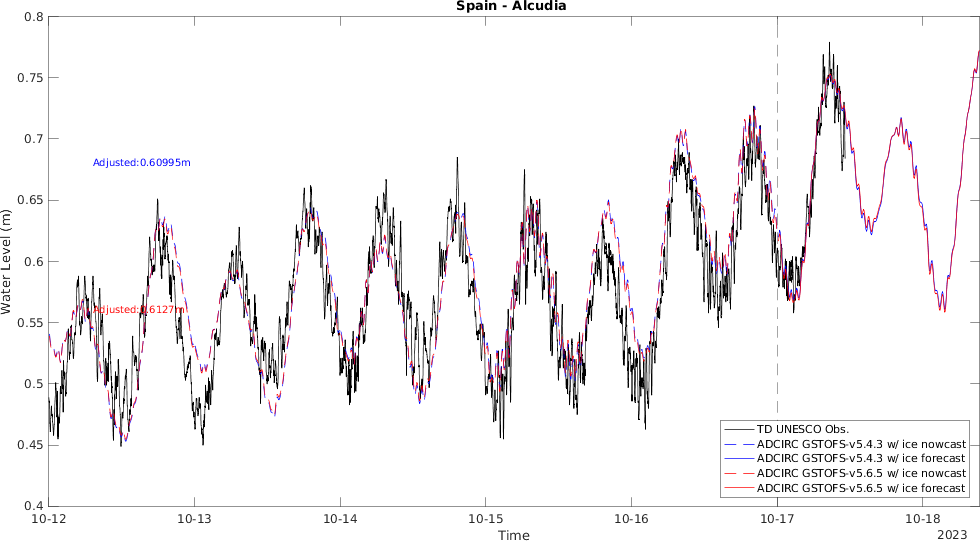 Spain - Alcudia
0.8
0.75
0.7
0.65
0.6
0.55
0.5
0.45
0.4
Water Level (m)
Adjusted:0.60995m
Adjusted:0.6127m
TD UNESCO Obs.
ADCIRC GSTOFS-v5.4.3 w/ ice nowcast
ADCIRC GSTOFS-v5.4.3 w/ ice forecast
ADCIRC GSTOFS-v5.6.5 w/ ice nowcast
ADCIRC GSTOFS-v5.6.5 w/ ice forecast
10-12 10-13 10-14 10-15 10-16 10-17 10-18
Time
2023